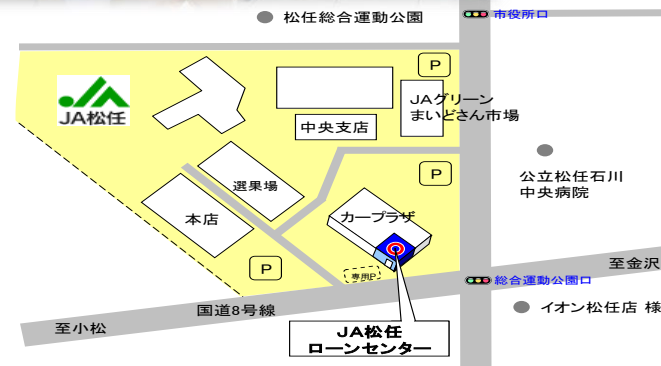 松任総合運動公園
市役所口
P
JA松任
JAグリーン
まいどさん市場
中央支店
公立松任石川
中央病院
P
選果場
本店
カープラザ
P
専用P
至金沢
総合運動公園口
国道8号線
イオン松任店 様
至小松
JA松任
ローンセンター